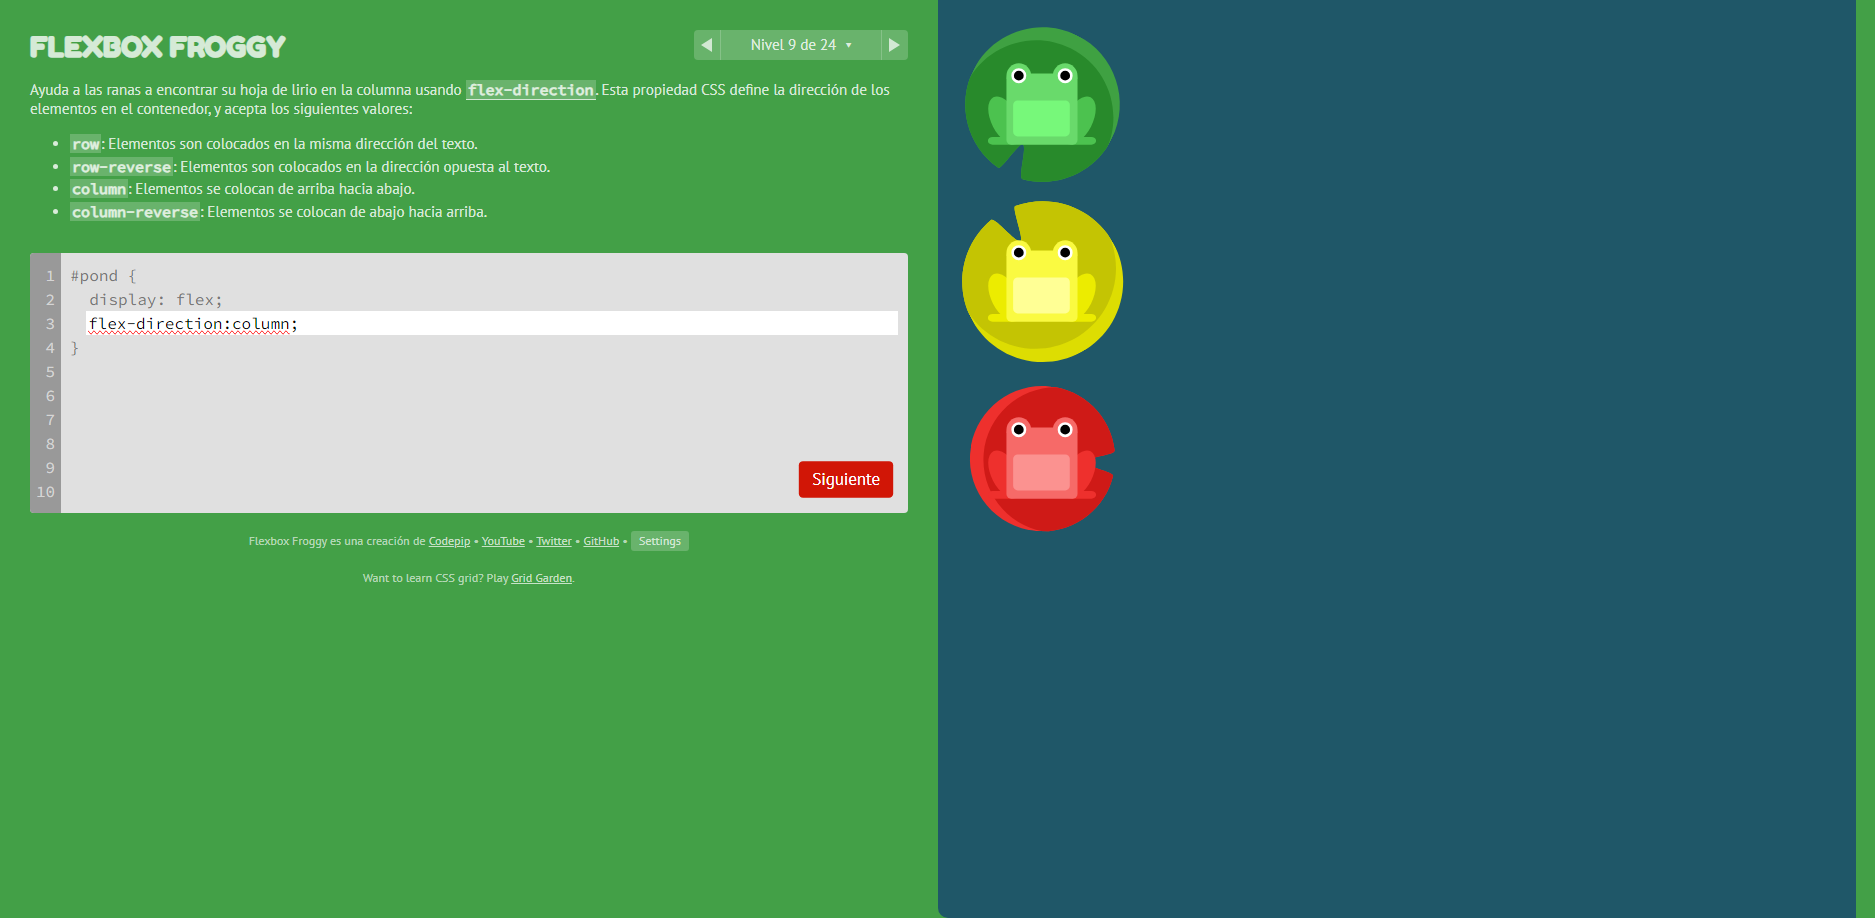 FLEXBOX FROGGY
Nivel 9 de 24 ▾
Ayuda a las ranas a encontrar su hoja de lirio en la columna usando flex-direction. Esta propiedad CSS define la dirección de los
elementos en el contenedor, y acepta los siguientes valores:
• row: Elementos son colocados en la misma dirección del texto.
• row-reverse: Elementos son colocados en la dirección opuesta al texto.
• column: Elementos se colocan de arriba hacia abajo.
• column-reverse: Elementos se colocan de abajo hacia arriba.
1 #pond {
2 display: flex;
3 flex-direction:column;
4 }
5
6
7
8
9
10
Siguiente
Flexbox Froggy es una creación de Codepip • YouTube • Twitter • GitHub • Settings
Want to learn CSS grid? Play Grid Garden.